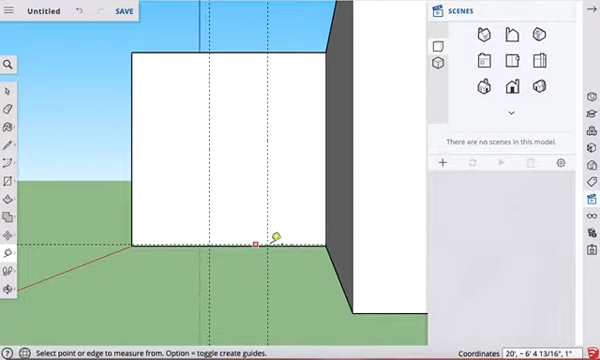 Untitled
SAVE
SCENES
There are no scenes in this model.
Select point or edge to measure from. Option = toggle create guides.
Coordinates
20', ~ 6' 4 13/16", 1"